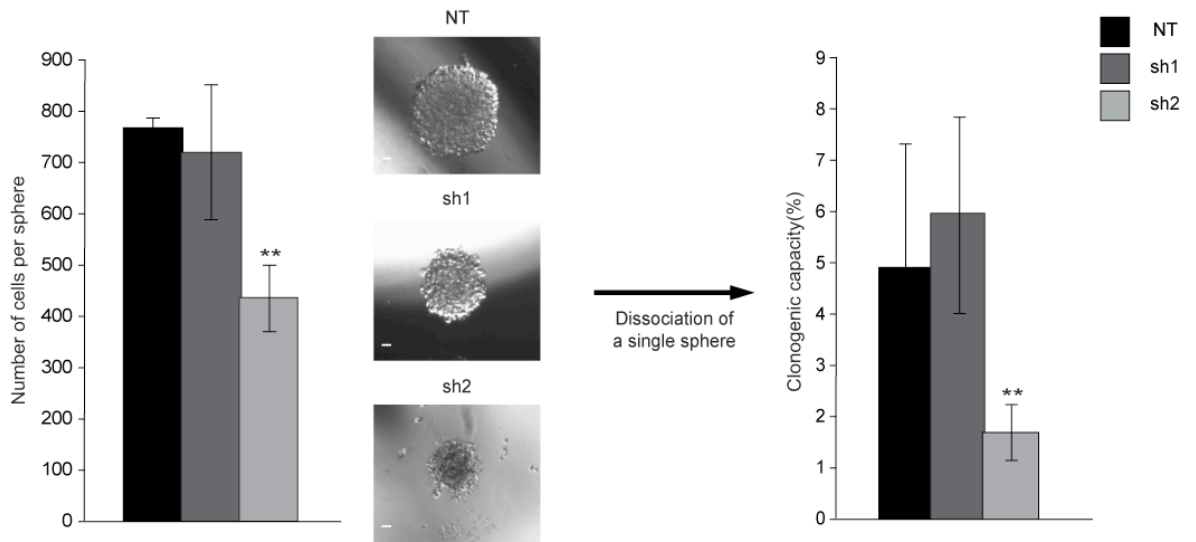 Number of cells per sphere
900
800
700
600
500
400
300
200
100
0
**
NT
sh1
sh2
Dissociation of
a single sphere
Clonogenic capacity(%)
9
8
7
6
5
4
3
2
1
0
**
NT
sh1
sh2